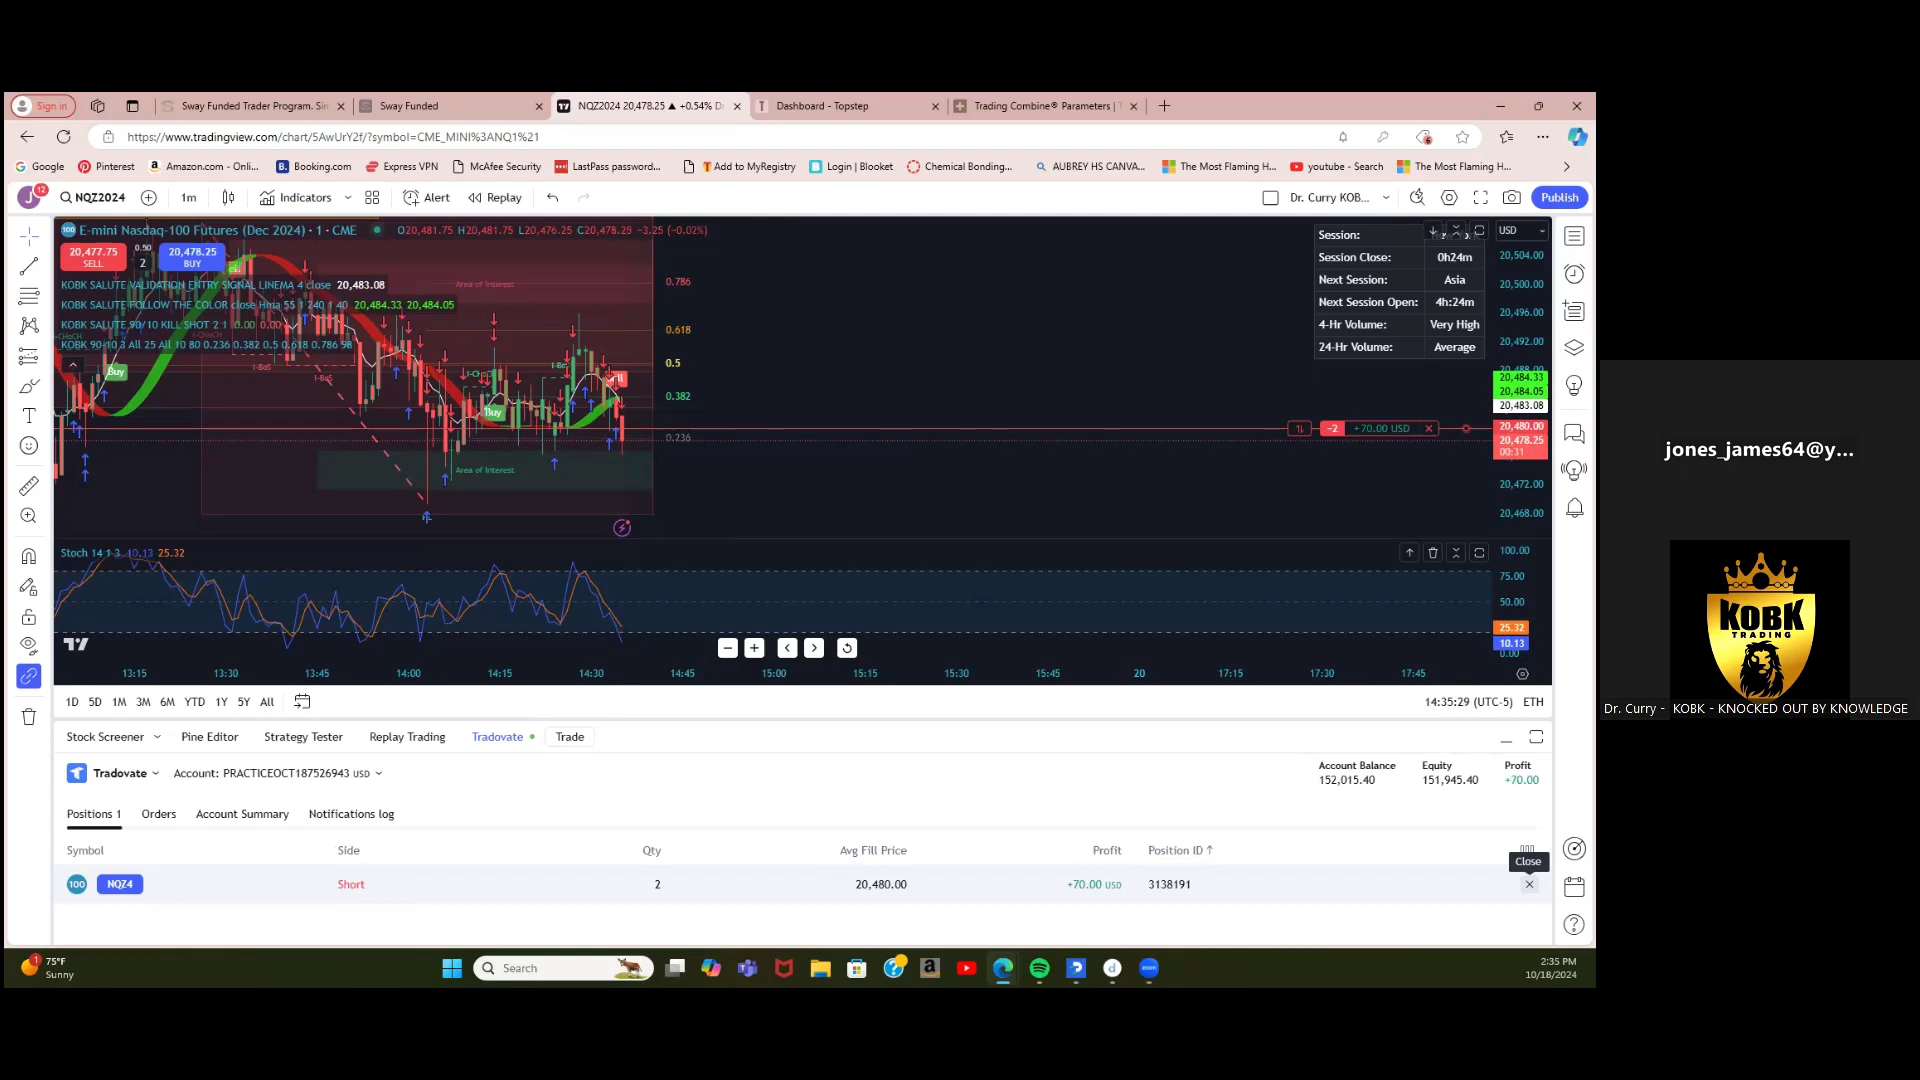 Sign in
Sway Funded Trader Program. Sin
Sway Funded
NQZ2024 20,478.25 ▲ +0.54% D
Dashboard - Topstep
Trading Combine® Parameters |
https://www.tradingview.com/chart/5AwUrY2f/?symbol=CME_MINI%3ANQ1%21
Google
Pinterest
Amazon.com - Onli...
Booking.com
Express VPN
McAfee Security
LastPass password...
Add to MyRegistry
Login | Blooket
Chemical Bonding...
AUBREY HS CANVA...
The Most Flaming H...
youtube - Search
The Most Flaming H...
J
12
NQZ2024
1m
Indicators
Alert
Replay
Dr. Curry KOB...
Publish
E-mini Nasdaq-100 Futures (Dec 2024) · 1 · CME
O20,481.75 H20,481.75 L20,476.25 C20,478.25 -3.25 (-0.02%)
20,477.75
SELL
0.50
2
20,478.25
BUY
KOBK SALUTE VALIDATION ENTRY SIGNAL LINEMA 4 close 20,483.08
KOBK SALUTE FOLLOW THE COLOR close Hma 55 1 240 1 40 20,484.33 20,484.05
KOBK SALUTE 90/10 KILL SHOT 2 1 0.00 0.00
KOBK 90-10 3 All 25 All 10 80 0.236 0.382 0.5 0.618 0.786 98
Area of Interest
I-CHoCH
I-BoS
I-BoS
Buy
Buy
Area of Interest
0.786
0.618
0.5
0.382
0.236
Session:
Session Close: 0h24m
Next Session: Asia
Next Session Open: 4h:24m
4-Hr Volume: Very High
24-Hr Volume: Average
USD
20,504.00
20,500.00
20,496.00
20,492.00
20,488.00
20,484.33
20,484.05
20,483.08
20,480.00
20,478.25
00:31
20,472.00
20,468.00
-2
+70.00 USD
Stoch 14 1 3 10.13 25.32
100.00
75.00
50.00
25.32
10.13
0.00
13:15 13:30 13:45 14:00 14:15 14:30 14:45 15:00 15:15 15:30 15:45 20 17:15 17:30 17:45
1D 5D 1M 3M 6M YTD 1Y 5Y All
14:35:29 (UTC-5) ETH
Stock Screener
Pine Editor
Strategy Tester
Replay Trading
Tradovate
Trade
Tradovate
Account: PRACTICEOCT187526943 USD
Account Balance
152,015.40
Equity
151,945.40
Profit
+70.00
Positions 1
Orders
Account Summary
Notifications log
Symbol Side Qty Avg Fill Price Profit Position ID ↑
Close
100 NQZ4 Short 2 20,480.00 +70.00 USD 3138191
1
75°F
Sunny
Search
zoom
2:35 PM
10/18/2024
jones_james64@y...
KOBK
TRADING
Dr. Curry - KOBK - KNOCKED OUT BY KNOWLEDGE